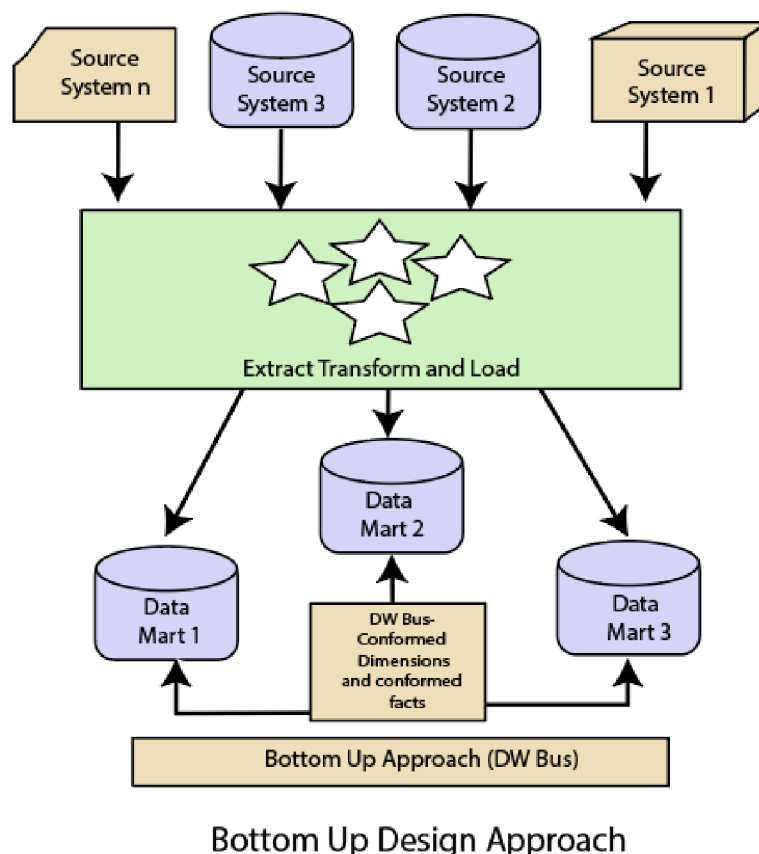 Source
System n
Source
System 3
Source
System 2
Source
System 1
Extract Transform and Load
Data
Mart 2
Data
Mart 1
DW Bus-
Conformed
Dimensions
and conformed
facts
Data
Mart 3
Bottom Up Approach (DW Bus)
Bottom Up Design Approach